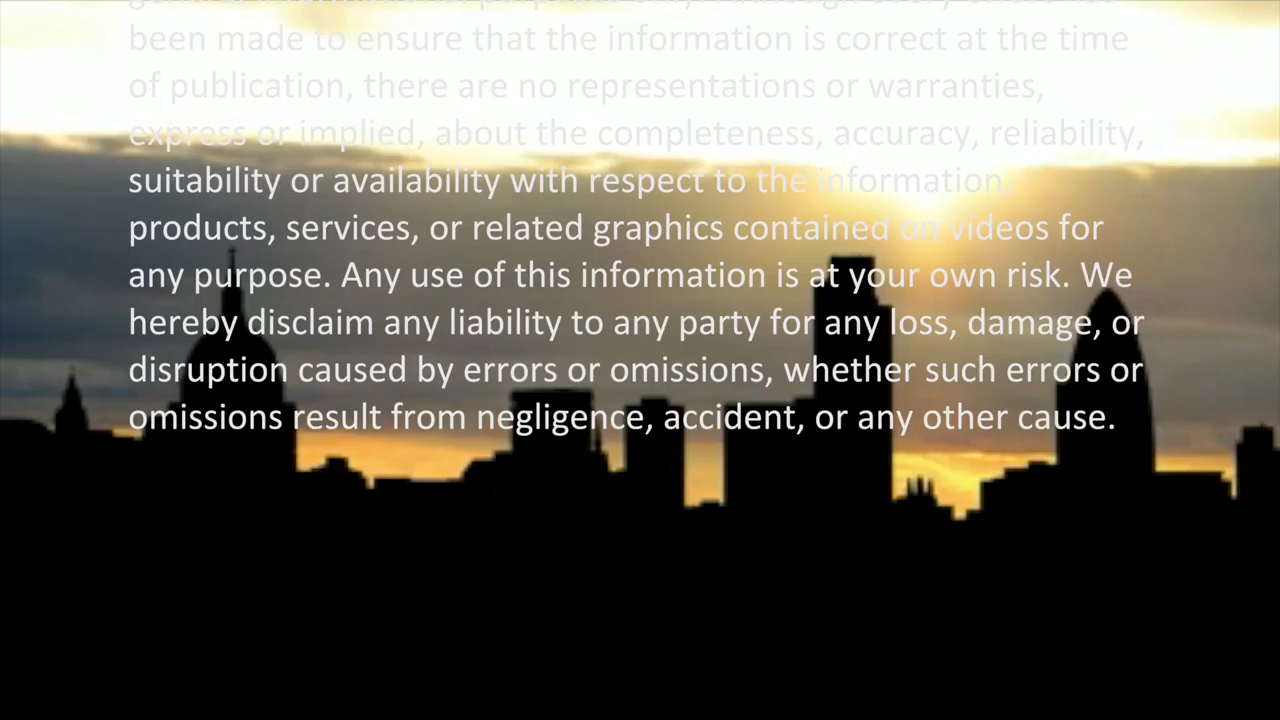 been made to ensure that the information is correct at the time
of publication, there are no representations or warranties,
express or implied, about the completeness, accuracy, reliability,
suitability or availability with respect to the information,
products, services, or related graphics contained on videos for
any purpose. Any use of this information is at your own risk. We
hereby disclaim any liability to any party for any loss, damage, or
disruption caused by errors or omissions, whether such errors or
omissions result from negligence, accident, or any other cause.